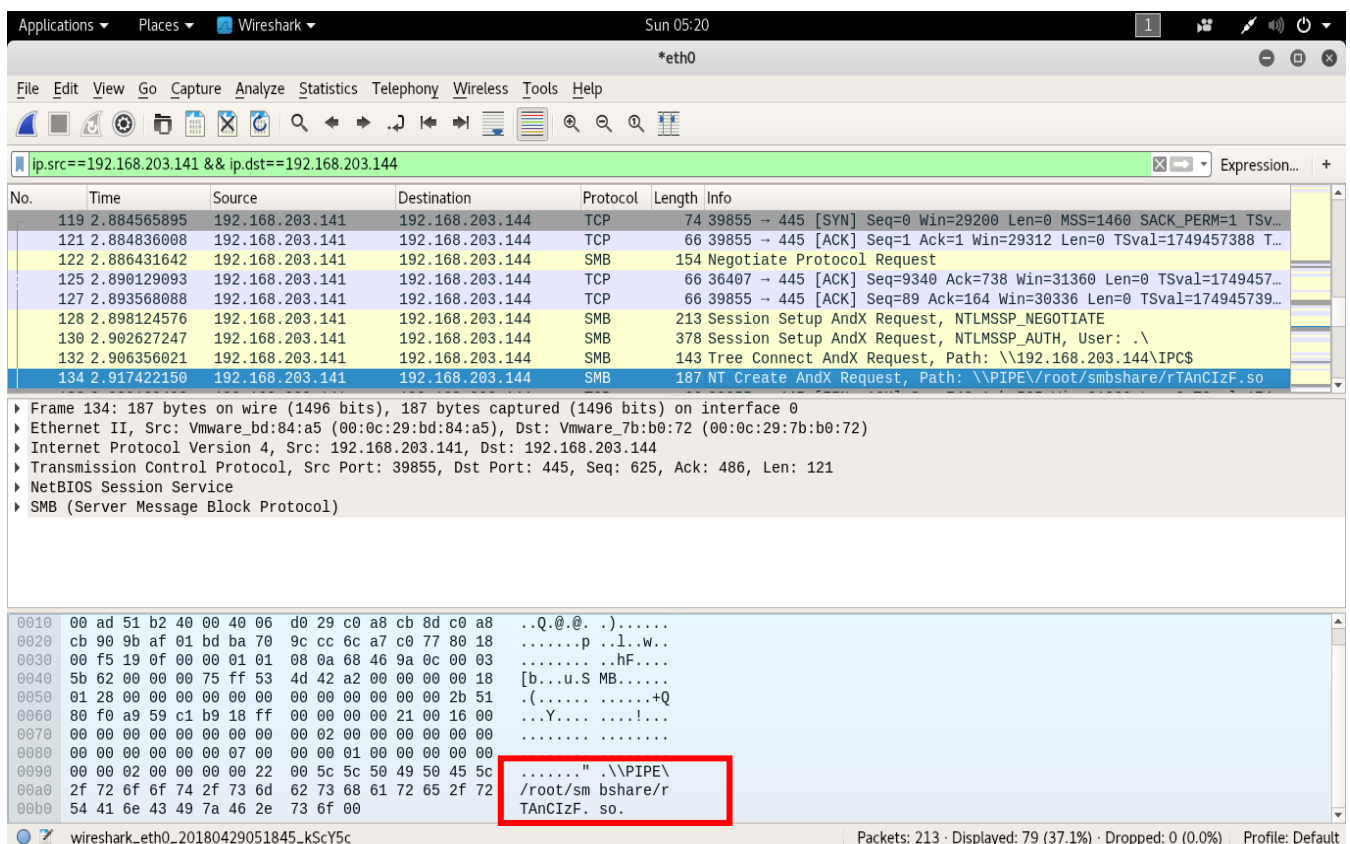 Applications Places Wireshark Sun 05:20 1
*eth0
File Edit View Go Capture Analyze Statistics Telephony Wireless Tools Help
ip.src==192.168.203.141 && ip.dst==192.168.203.144 Expression... +
No. Time Source Destination Protocol Length Info
119 2.884565895 192.168.203.141 192.168.203.144 TCP 74 39855 → 445 [SYN] Seq=0 Win=29200 Len=0 MSS=1460 SACK_PERM=1 TSv…
121 2.884836008 192.168.203.141 192.168.203.144 TCP 66 39855 → 445 [ACK] Seq=1 Ack=1 Win=29312 Len=0 TSval=1749457388 T…
122 2.886431642 192.168.203.141 192.168.203.144 SMB 154 Negotiate Protocol Request
125 2.890129093 192.168.203.141 192.168.203.144 TCP 66 36407 → 445 [ACK] Seq=9340 Ack=738 Win=31360 Len=0 TSval=1749457…
127 2.893568088 192.168.203.141 192.168.203.144 TCP 66 39855 → 445 [ACK] Seq=89 Ack=164 Win=30336 Len=0 TSval=174945739…
128 2.898124576 192.168.203.141 192.168.203.144 SMB 213 Session Setup AndX Request, NTLMSSP_NEGOTIATE
130 2.902627247 192.168.203.141 192.168.203.144 SMB 378 Session Setup AndX Request, NTLMSSP_AUTH, User: .\
132 2.906356021 192.168.203.141 192.168.203.144 SMB 143 Tree Connect AndX Request, Path: \\192.168.203.144\IPC$
134 2.917422150 192.168.203.141 192.168.203.144 SMB 187 NT Create AndX Request, Path: \\PIPE\/root/smbshare/rTAnCIzF.so
Frame 134: 187 bytes on wire (1496 bits), 187 bytes captured (1496 bits) on interface 0
Ethernet II, Src: Vmware_bd:84:a5 (00:0c:29:bd:84:a5), Dst: Vmware_7b:b0:72 (00:0c:29:7b:b0:72)
Internet Protocol Version 4, Src: 192.168.203.141, Dst: 192.168.203.144
Transmission Control Protocol, Src Port: 39855, Dst Port: 445, Seq: 625, Ack: 486, Len: 121
NetBIOS Session Service
SMB (Server Message Block Protocol)
0010 00 ad 51 b2 40 00 40 06 d0 29 c0 a8 cb 8d c0 a8 ..Q.@.@. .)......
0020 cb 90 9b af 01 bd ba 70 9c cc 6c a7 c0 77 80 18 .......p ..l..w..
0030 00 f5 19 0f 00 00 01 01 08 0a 68 46 9a 0c 00 03 ........ ..hF....
0040 5b 62 00 00 00 75 ff 53 4d 42 a2 00 00 00 00 18 [b...u.S MB......
0050 01 28 00 00 00 00 00 00 00 00 00 00 00 00 2b 51 .(...... ......+Q
0060 80 f0 a9 59 c1 b9 18 ff 00 00 00 00 21 00 16 00 ...Y.... ....!...
0070 00 00 00 00 00 00 00 00 00 02 00 00 00 00 00 00 ........ ........
0080 00 00 00 00 00 00 07 00 00 00 01 00 00 00 00 00 ........ ........
0090 00 00 02 00 00 00 00 22 00 5c 5c 50 49 50 45 5c ......." .\\PIPE\
00a0 2f 72 6f 6f 74 2f 73 6d 62 73 68 61 72 65 2f 72 /root/sm bshare/r
00b0 54 41 6e 43 49 7a 46 2e 73 6f 00 TAnCIzF. so.
wireshark_eth0_20180429051845_kScY5c Packets: 213 · Displayed: 79 (37.1%) · Dropped: 0 (0.0%) Profile: Default